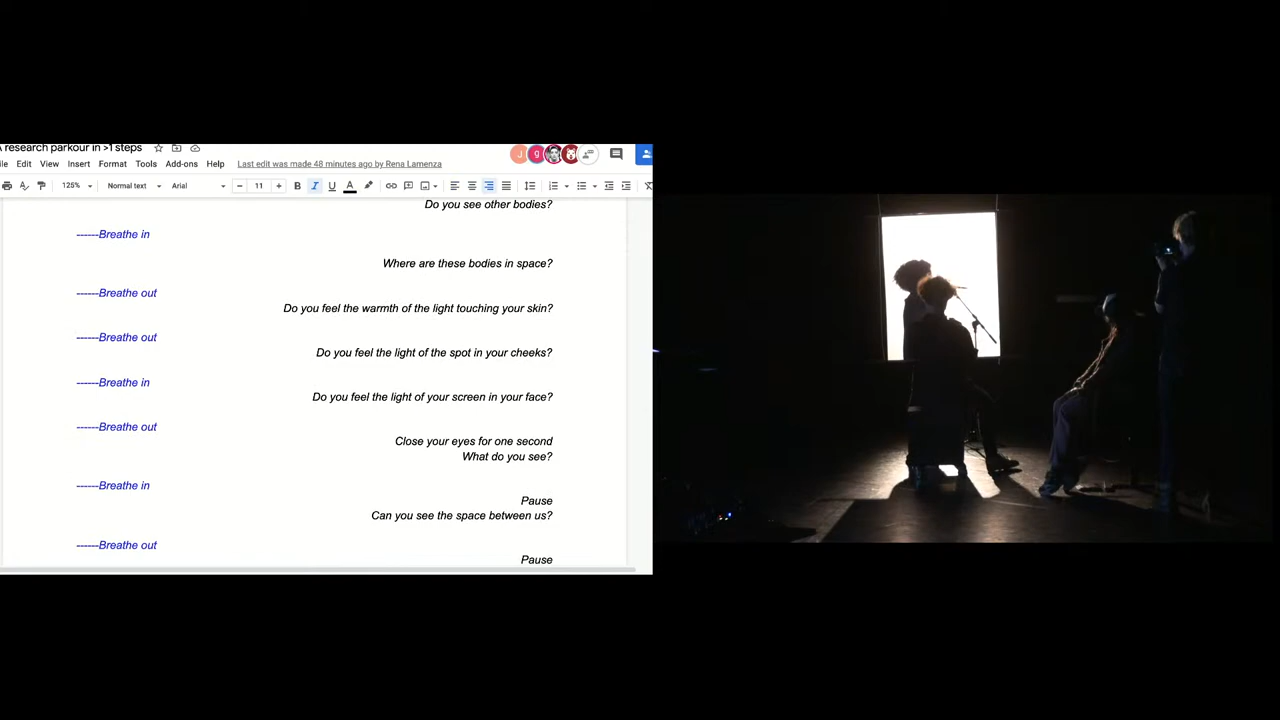 A research parkour in >1 steps
File Edit View Insert Format Tools Add-ons Help Last edit was made 48 minutes ago by Rena Lamenza
125% Normal text Arial 11 B I U A
Do you see other bodies?
------Breathe in
Where are these bodies in space?
------Breathe out
Do you feel the warmth of the light touching your skin?
------Breathe out
Do you feel the light of the spot in your cheeks?
------Breathe in
Do you feel the light of your screen in your face?
------Breathe out
Close your eyes for one second
What do you see?
------Breathe in
Pause
Can you see the space between us?
------Breathe out
Pause